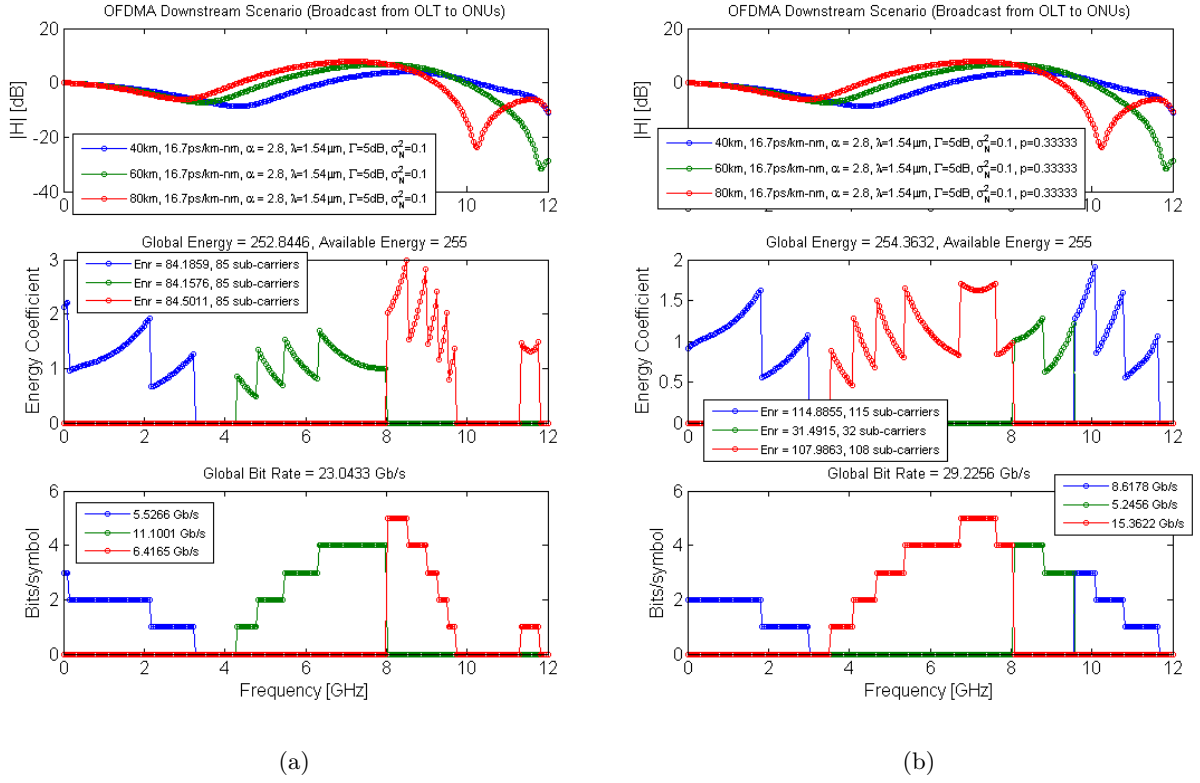 OFDMA Downstream Scenario (Broadcast from OLT to ONUs)
20
0
-20
-40
|H| [dB]
40km, 16.7ps/km-nm, α = 2.8, λ=1.54μm, Γ=5dB, σ²N=0.1
60km, 16.7ps/km-nm, α = 2.8, λ=1.54μm, Γ=5dB, σ²N=0.1
80km, 16.7ps/km-nm, α = 2.8, λ=1.54μm, Γ=5dB, σ²N=0.1
0 2 4 6 8 10 12
Global Energy = 252.8446, Available Energy = 255
3
2
1
0
Energy Coefficient
Enr = 84.1859, 85 sub-carriers
Enr = 84.1576, 85 sub-carriers
Enr = 84.5011, 85 sub-carriers
0 2 4 6 8 10 12
Global Bit Rate = 23.0433 Gb/s
6
4
2
0
Bits/symbol
5.5266 Gb/s
11.1001 Gb/s
6.4165 Gb/s
0 2 4 6 8 10 12
Frequency [GHz]
(a)
OFDMA Downstream Scenario (Broadcast from OLT to ONUs)
20
0
-20
-40
|H| [dB]
40km, 16.7ps/km-nm, α = 2.8, λ=1.54μm, Γ=5dB, σ²N=0.1, p=0.33333
60km, 16.7ps/km-nm, α = 2.8, λ=1.54μm, Γ=5dB, σ²N=0.1, p=0.33333
80km, 16.7ps/km-nm, α = 2.8, λ=1.54μm, Γ=5dB, σ²N=0.1, p=0.33333
0 2 4 6 8 10 12
Global Energy = 254.3632, Available Energy = 255
2
1.5
1
0.5
0
Energy Coefficient
Enr = 114.8855, 115 sub-carriers
Enr = 31.4915, 32 sub-carriers
Enr = 107.9863, 108 sub-carriers
0 8 10 12
Global Bit Rate = 29.2256 Gb/s
6
4
2
0
Bits/symbol
8.6178 Gb/s
5.2456 Gb/s
15.3622 Gb/s
0 2 4 6 8 10 12
Frequency [GHz]
(b)